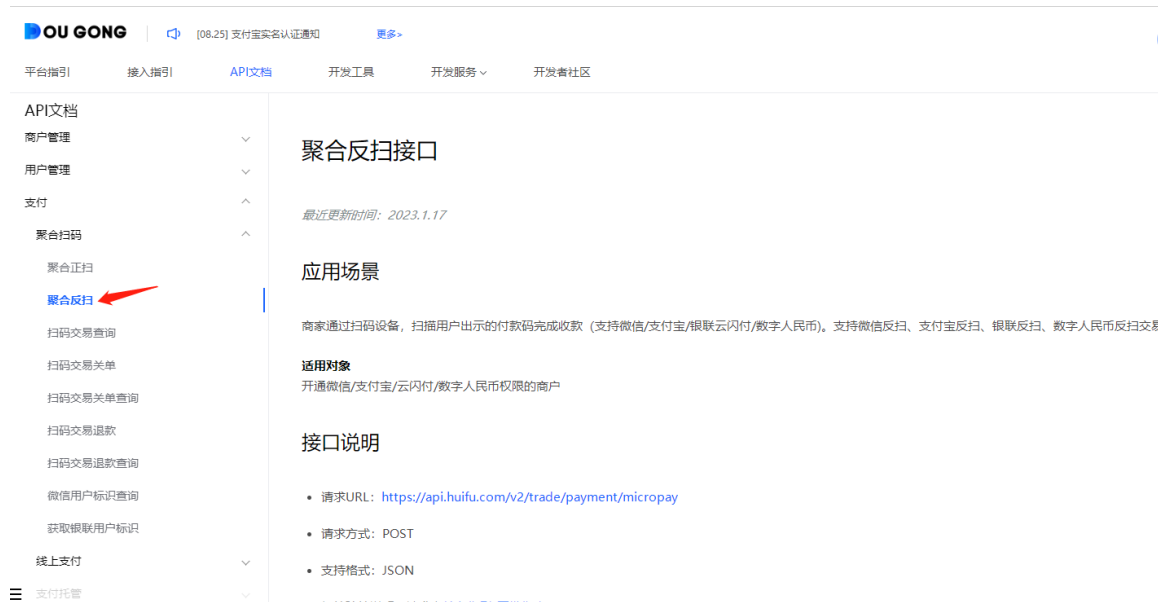 DOU GONG
[08.25] 支付宝实名认证通知
更多>
平台指引
接入指引
API文档
开发工具
开发服务
开发者社区
API文档
商户管理
用户管理
支付
聚合扫码
聚合正扫
聚合反扫
扫码交易查询
扫码交易关单
扫码交易关单查询
扫码交易退款
扫码交易退款查询
微信用户标识查询
获取银联用户标识
线上支付
支付托管
聚合反扫接口
最近更新时间：2023.1.17
应用场景
商家通过扫码设备，扫描用户出示的付款码完成收款（支持微信/支付宝/银联云闪付/数字人民币)。支持微信反扫、支付宝反扫、银联反扫、数字人民币反扫交易
适用对象
开通微信/支付宝/云闪付/数字人民币权限的商户
接口说明
请求URL：https://api.huifu.com/v2/trade/payment/micropay
请求方式：POST
支持格式：JSON